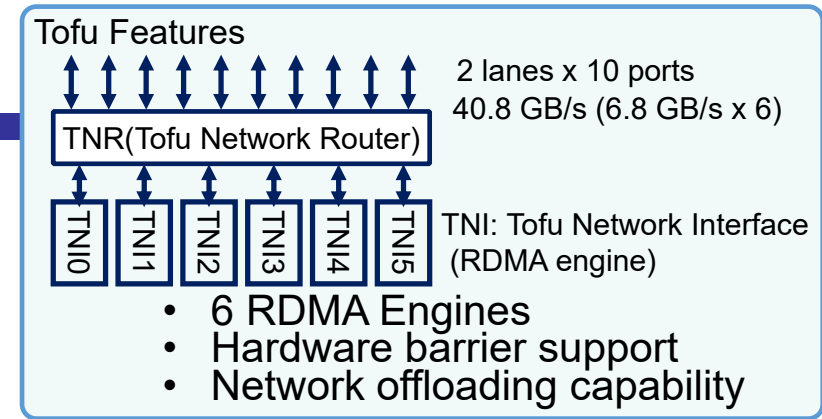 Tofu Features
2 lanes x 10 ports
40.8 GB/s (6.8 GB/s x 6)
TNR(Tofu Network Router)
TNI0
TNI1
TNI2
TNI3
TNI4
TNI5
TNI: Tofu Network Interface
(RDMA engine)
• 6 RDMA Engines
• Hardware barrier support
• Network offloading capability